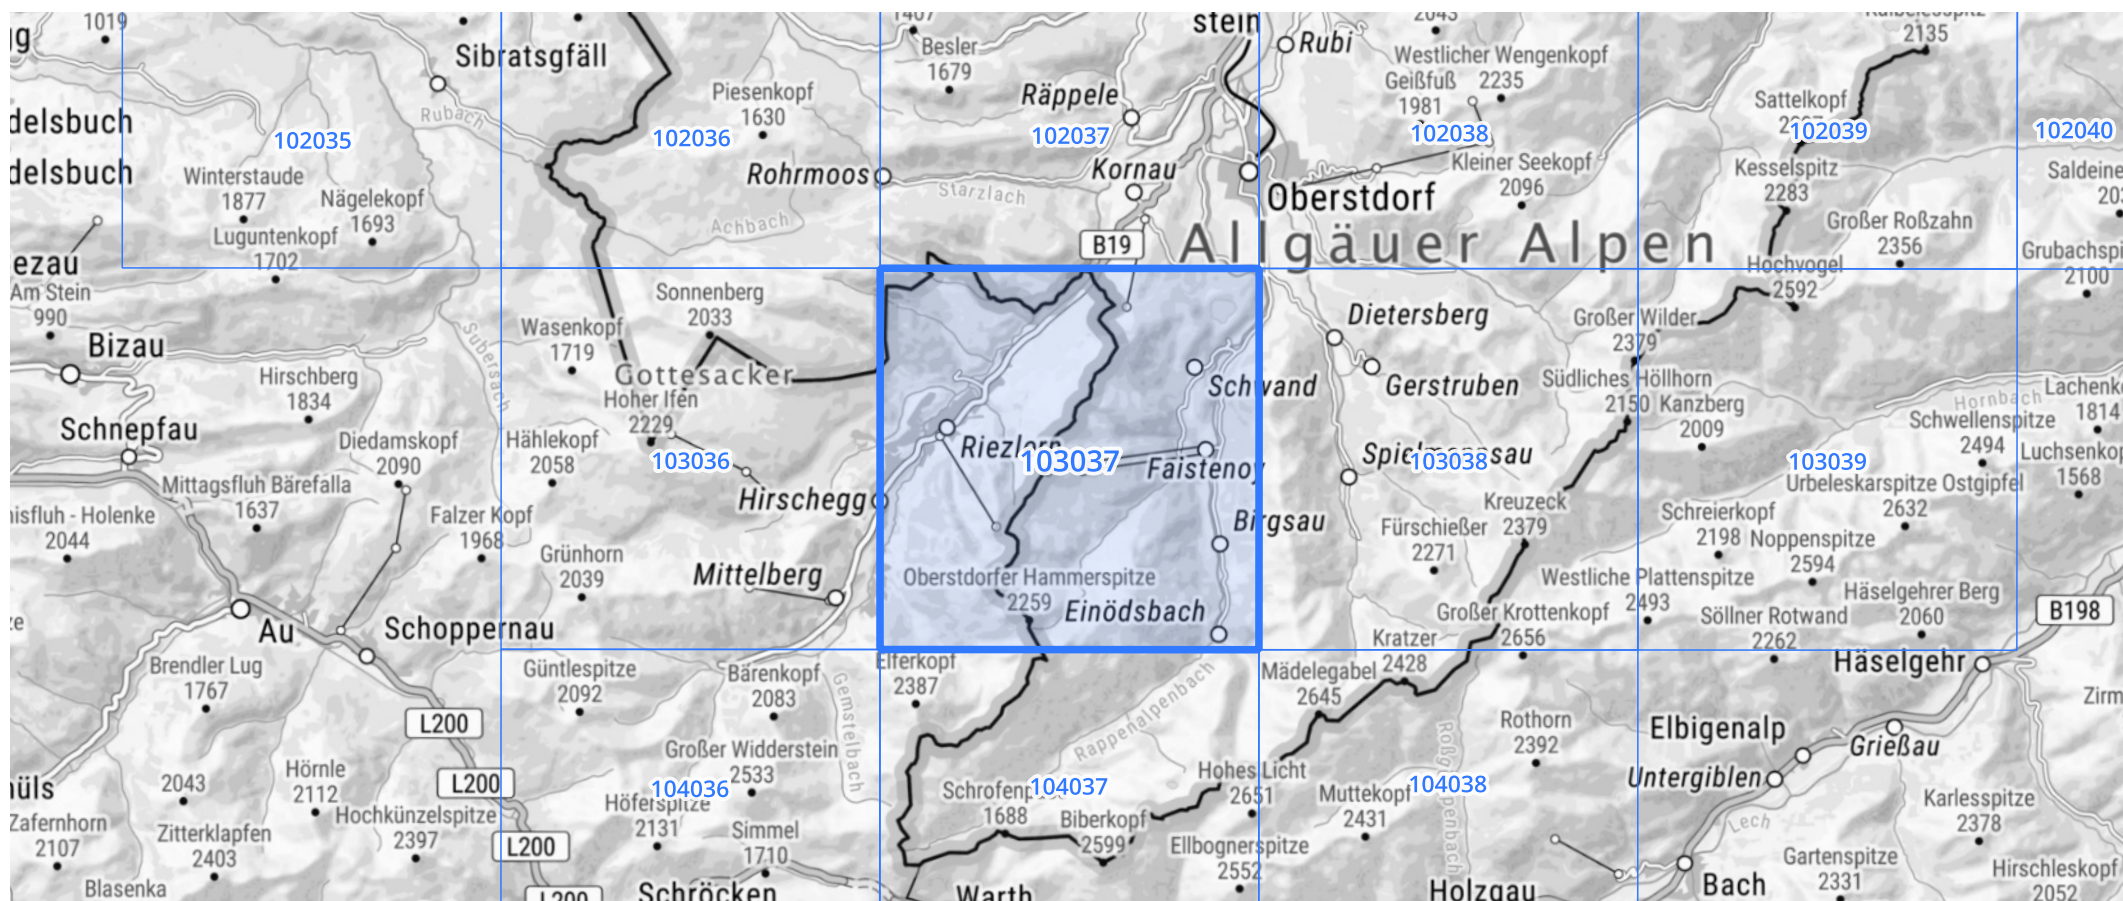 1019
Sibratsgfäll
Rubach
delsbuch
delsbuch
102035
Winterstaude
1877
Nägelekopf
1693
Luguntenkopf
1702
ezau
Am Stein
990
Bizau
Hirschberg
1834
Schnepfau
Diedamskopf
2090
Mittagsfluh Bärefälla
1637
nisfluh - Holenke
2044
Falzer Kopf
1968
Subersach
Au
Schoppernau
Brendler Lug
1767
L200
L200
L200
L200
2043
Hörnle
2112
Hochkünzelspitze
2397
Zitterklapfen
2403
Zafernhorn
2107
Blasenka
Piesenkopf
1630
102036
Rohrmoos
Achbach
Sonnenberg
2033
Wasenkopf
1719
Gottesacker
Hoher Ifen
2229
Hählekopf
2058
103036
Hirschegg
Grünhorn
2039
Mittelberg
Güntlespitze
2092
Bärenkopf
2083
Gemstelbach
Großer Widderstein
2533
104036
Höferspitze
2131
Simmel
1710
Schröcken
1407
Besler
1679
stein
Räppele
102037
Kornau
Starzlach
B19
Allgäuer Alpen
Schwand
Riezlern
103037
Faistenoy
Birgsau
Oberstdorfer Hammerspitze
2259
Einödsbach
Elferkopf
2387
Rappenalpenbach
104037
1688
Biberkopf
2599
Hohes Licht
2651
Ellbognerspitze
2552
Warth
Rubi
2043
Westlicher Wengenkopf
2235
Geißfuß
1981
102038
Kleiner Seekopf
2096
Oberstdorf
Dietersberg
Gerstruben
Großer Wilder
2379
Südliches Höllhorn
2150
Kanzberg
2009
103038
Kreuzeck
2379
Fürschießer
2271
Westliche Plattenspitze
2493
Großer Krottenkopf
2656
Kratzer
2428
Mädelegabel
2645
Rothorn
2392
Muttekopf
2431
104038
Holzgau
2135
Sattelkopf
102039
Kesselspitz
2283
Großer Roßzahn
2356
Hochvogel
2592
102040
Grubachspi
2100
Hornbach
Schwellenspitze
2494
Lachenk
1814
Luchsenkop
1568
103039
Urbeleskarspitze Ostgipfel
2632
Schreierkopf
2198
Noppenspitze
2594
Häselgehrer Berg
2060
Söllner Rotwand
2262
B198
Häselgehr
Elbigenalp
Grießau
Untergiblen
Lech
Karlesspitze
2378
Gartenspitze
2331
Hirschleskopf
2052
Bach